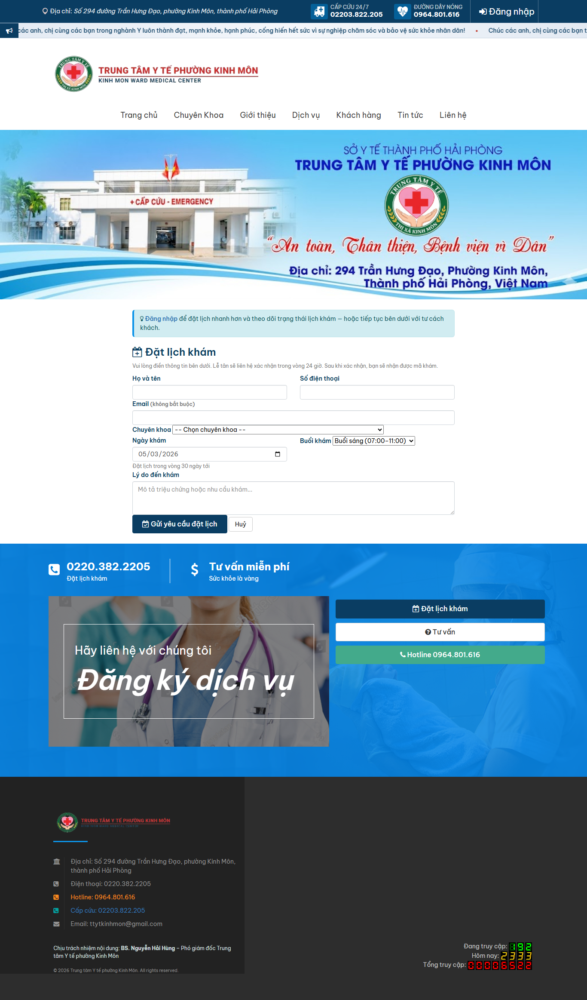 Địa chỉ: Số 294 đường Trần Hưng Đạo, phường Kinh Môn, thành phố Hải Phòng
CẤP CỨU 24/7
02203.822.205
ĐƯỜNG DÂY NÓNG
0964.801.616
Đăng nhập
các anh, chị cùng các bạn trong nghành Y luôn thành đạt, mạnh khỏe, hạnh phúc, cống hiến hết sức vì sự nghiệp chăm sóc và bảo vệ sức khỏe nhân dân! • Chúc các anh, chị cùng các bạn t
TRUNG TÂM Y TẾ
THỊ XÃ KINH MÔN
TRUNG TÂM Y TẾ PHƯỜNG KINH MÔN
KINH MON WARD MEDICAL CENTER
Trang chủ
Chuyên Khoa
Giới thiệu
Dịch vụ
Khách hàng
Tin tức
Liên hệ
SỞ Y TẾ THÀNH PHỐ HẢI PHÒNG
TRUNG TÂM Y TẾ PHƯỜNG KINH MÔN
+CẤP CỨU - EMERGENCY
TRUNG TÂM Y TẾ
THỊ XÃ KINH MÔN
“An toàn, Thân thiện, Bệnh viện vì Dân”
Địa chỉ: 294 Trần Hưng Đạo, Phường Kinh Môn,
Thành phố Hải Phòng, Việt Nam
Đăng nhập để đặt lịch nhanh hơn và theo dõi trạng thái lịch khám — hoặc tiếp tục bên dưới với tư cách
khách.
Đặt lịch khám
Vui lòng điền thông tin bên dưới. Lễ tân sẽ liên hệ xác nhận trong vòng 24 giờ. Sau khi xác nhận, bạn sẽ nhận được mã khám.
Họ và tên
Số điện thoại
Email (không bắt buộc)
Chuyên khoa -- Chọn chuyên khoa --
Ngày khám
Buổi khám Buổi sáng (07:00–11:00)
05/03/2026
Đặt lịch trong vòng 30 ngày tới
Lý do đến khám
Mô tả triệu chứng hoặc nhu cầu khám...
Gửi yêu cầu đặt lịch
Huỷ
0220.382.2205
Đặt lịch khám
Tư vấn miễn phí
Sức khỏe là vàng
Hãy liên hệ với chúng tôi
Đăng ký dịch vụ
Đặt lịch khám
Tư vấn
Hotline 0964.801.616
TRUNG TÂM Y TẾ PHƯỜNG KINH MÔN
KINH MON WARD MEDICAL CENTER
Địa chỉ: Số 294 đường Trần Hưng Đạo, phường Kinh Môn,
thành phố Hải Phòng
Điện thoại: 0220.382.2205
Hotline: 0964.801.616
Cấp cứu: 02203.822.205
Email: ttytkinhmon@gmail.com
Chịu trách nhiệm nội dung: BS. Nguyễn Hải Hùng – Phó giám đốc Trung
tâm Y tế phường Kinh Môn
© 2026 Trung tâm Y tế phường Kinh Môn. All rights reserved.
Đang truy cập: 192
Hôm nay: 2333
Tổng truy cập: 00006522